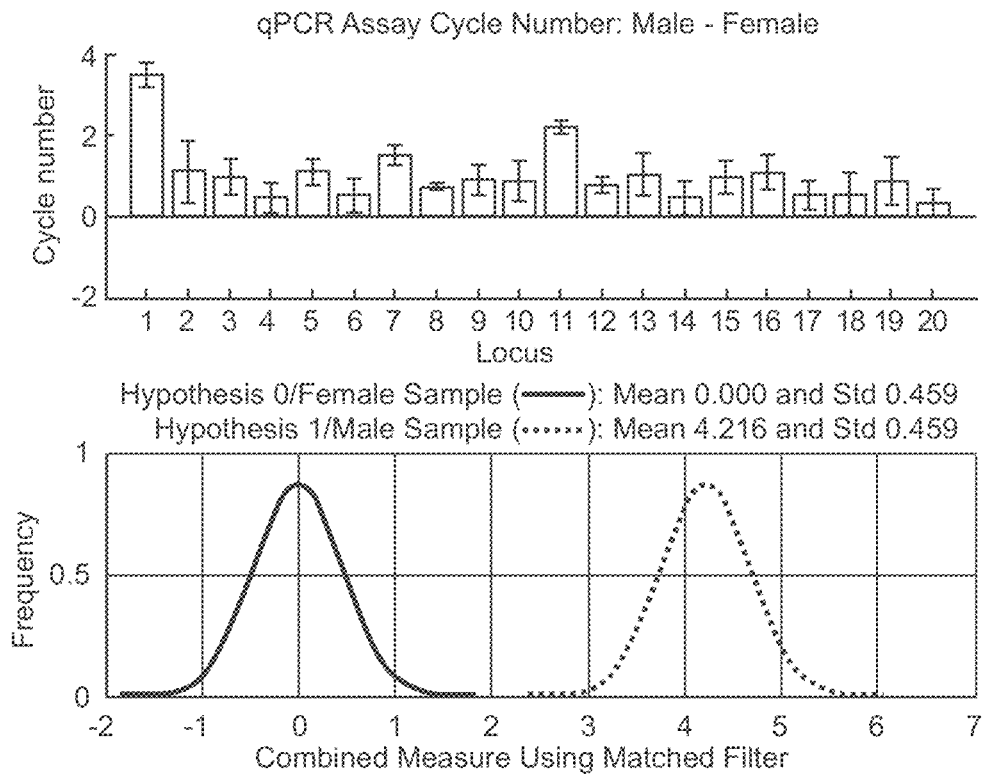 qPCR Assay Cycle Number: Male - Female
4
2
0
-2
Cycle number
1 2 3 4 5 6 7 8 9 10 11 12 13 14 15 16 17 18 19 20
Locus
Hypothesis 0/Female Sample (): Mean 0.000 and Std 0.459
Hypothesis 1/Male Sample (): Mean 4.216 and Std 0.459
1
0.5
0
Frequency
-2 -1 0 1 2 3 4 5 6 7
Combined Measure Using Matched Filter